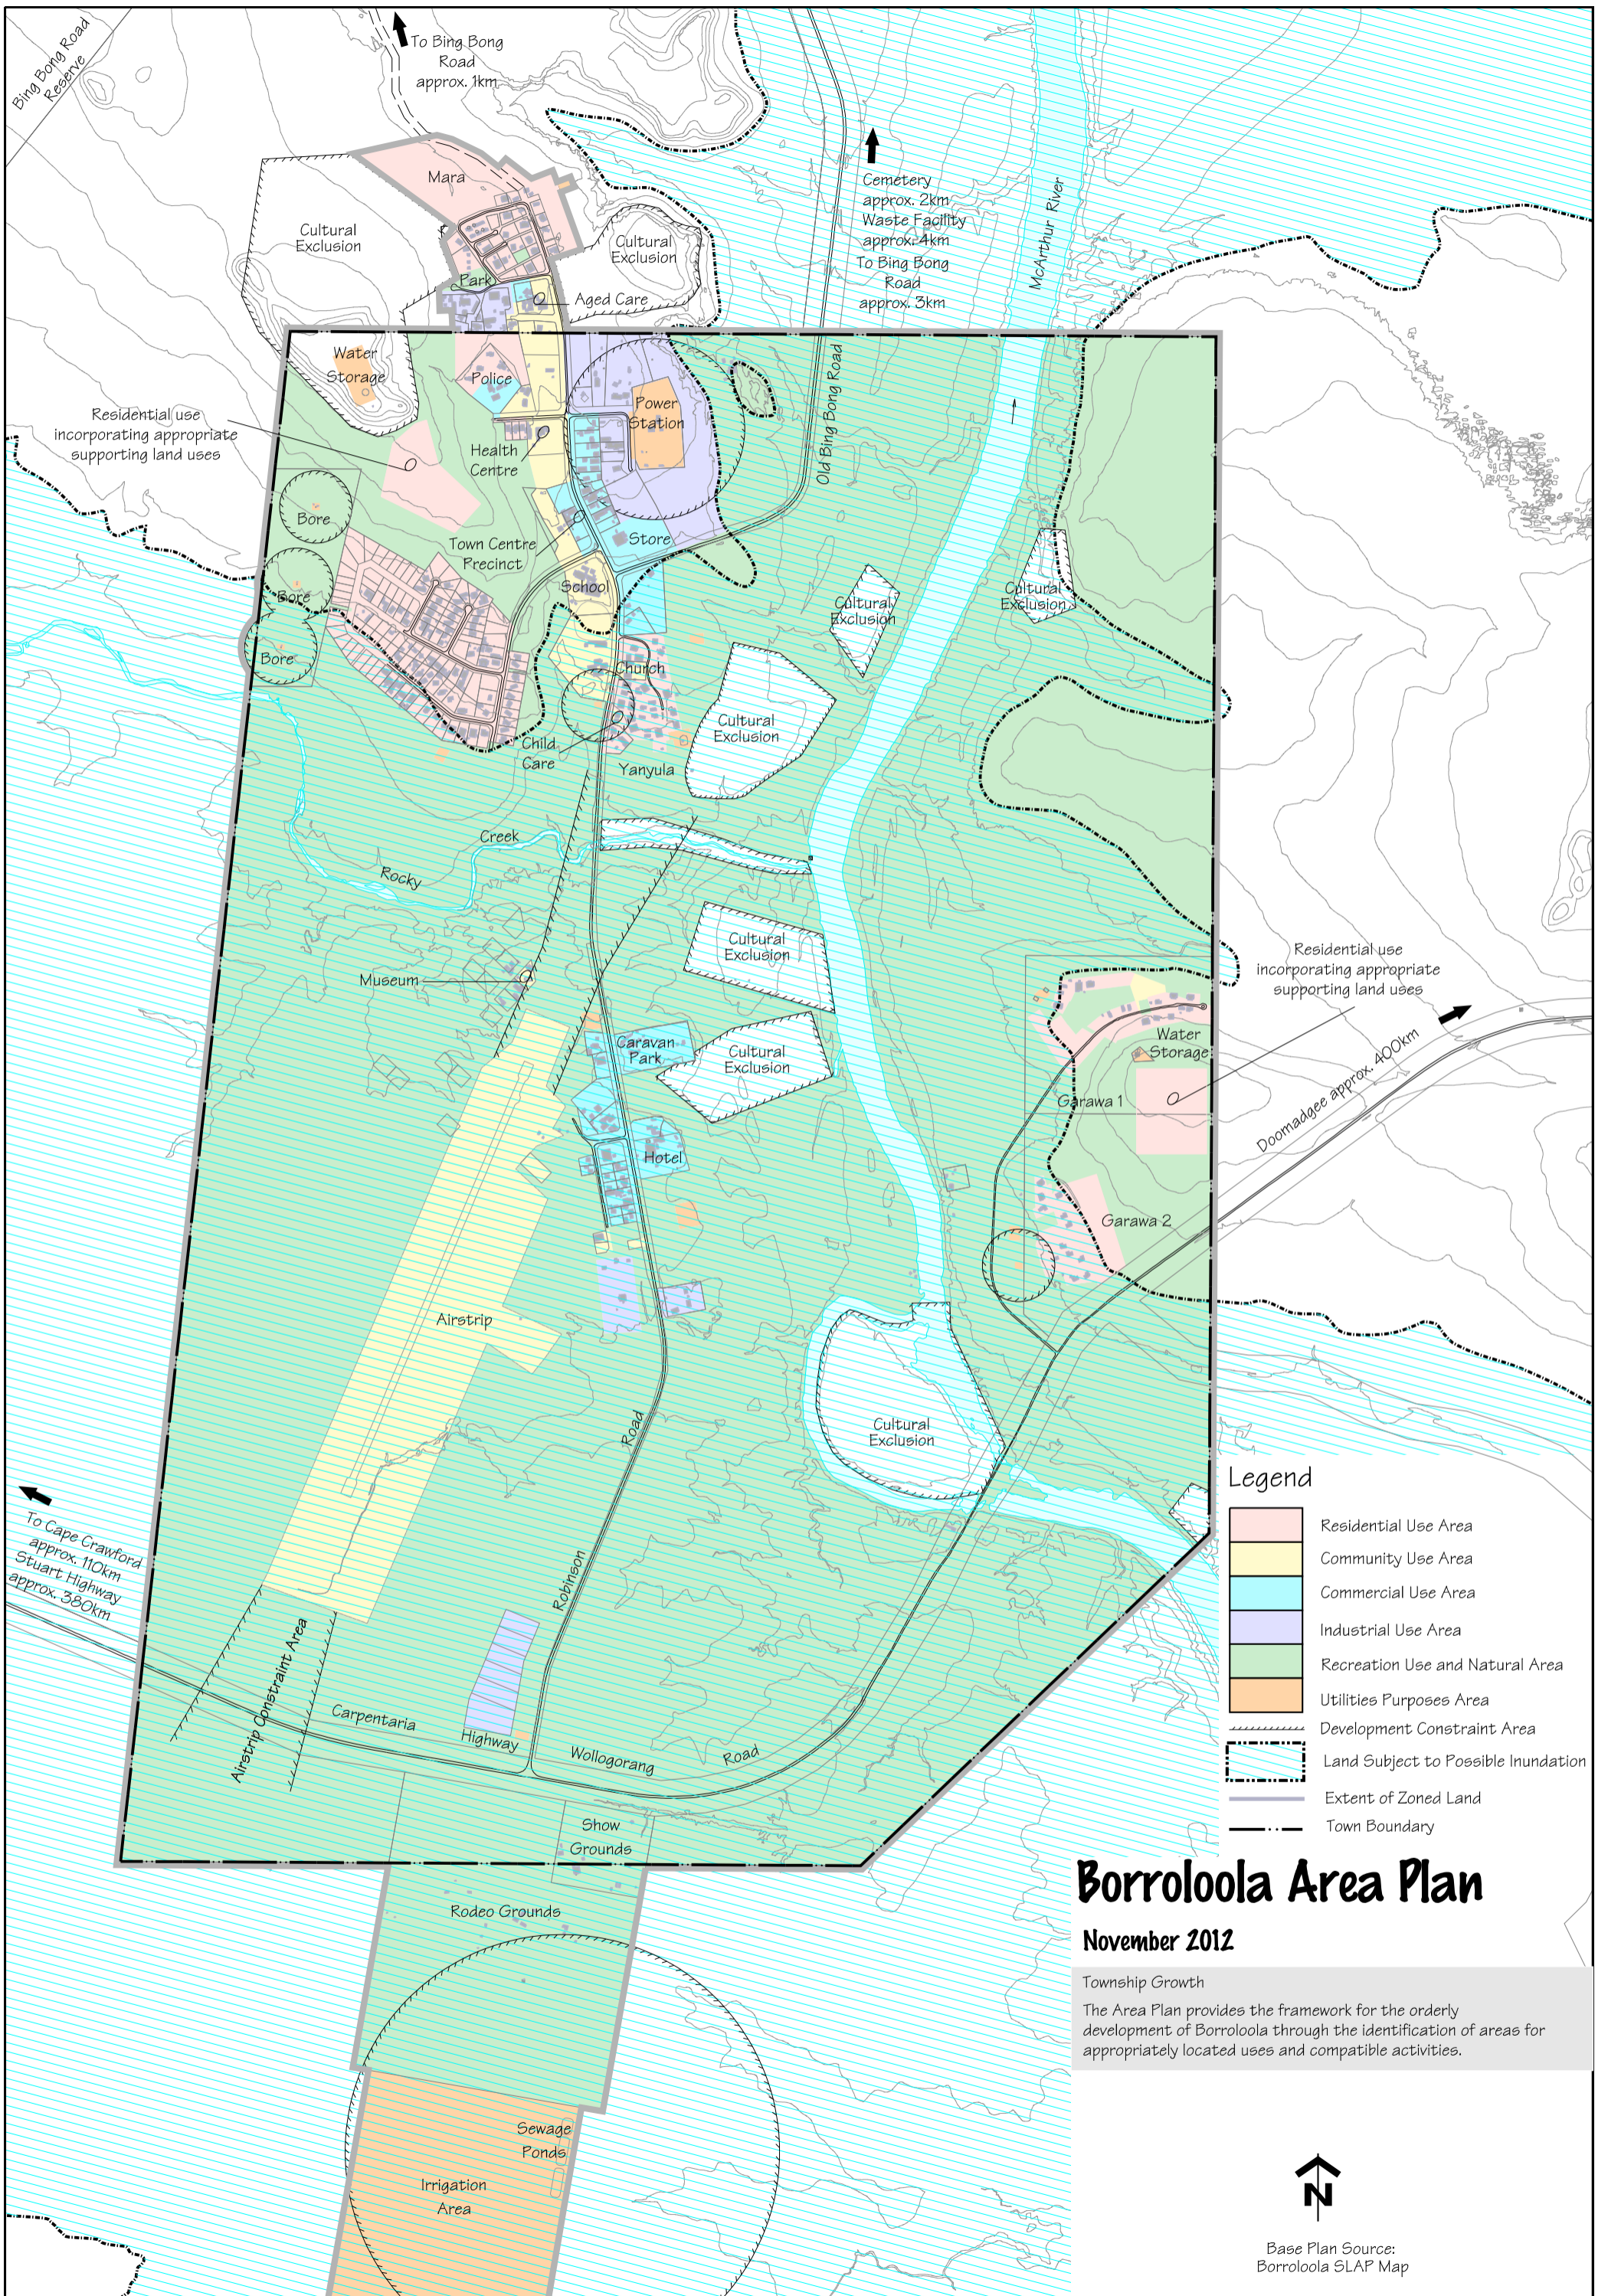 Bing Bong Road
Reserve
To Bing Bong
Road
approx. 1km
Mara
Cultural
Exclusion
Cultural
Exclusion
Cemetery
approx. 2km
Waste Facility
approx. 4km
To Bing Bong
Road
approx. 3km
McArthur River
Park
Aged Care
Water
Storage
Police
Power
Station
Old Bing Bong Road
Residential use
incorporating appropriate
supporting land uses
Health
Centre
Bore
Town Centre
Precinct
Store
School
Bore
Cultural
Exclusion
Cultural
Exclusion
Bore
Church
Cultural
Exclusion
Child
Care
Yanyula
Creek
Rocky
Cultural
Exclusion
Museum
Residential use
incorporating appropriate
supporting land uses
Caravan
Park
Cultural
Exclusion
Water
Storage
Garawa 1
Doomadgee approx. 400km
Hotel
Garawa 2
Airstrip
Cultural
Exclusion
Road
Robinson
To Cape Crawford
approx. 110km
Stuart Highway
approx. 380km
Airstrip Constraint Area
Carpentaria
Highway
Wollogorang
Road
Show
Grounds
Rodeo Grounds
Sewage
Ponds
Irrigation
Area
Legend
Residential Use Area
Community Use Area
Commercial Use Area
Industrial Use Area
Recreation Use and Natural Area
Utilities Purposes Area
Development Constraint Area
Land Subject to Possible Inundation
Extent of Zoned Land
Town Boundary
Borroloola Area Plan
November 2012
Township Growth
The Area Plan provides the framework for the orderly
development of Borroloola through the identification of areas for
appropriately located uses and compatible activities.
N
Base Plan Source:
Borroloola SLAP Map